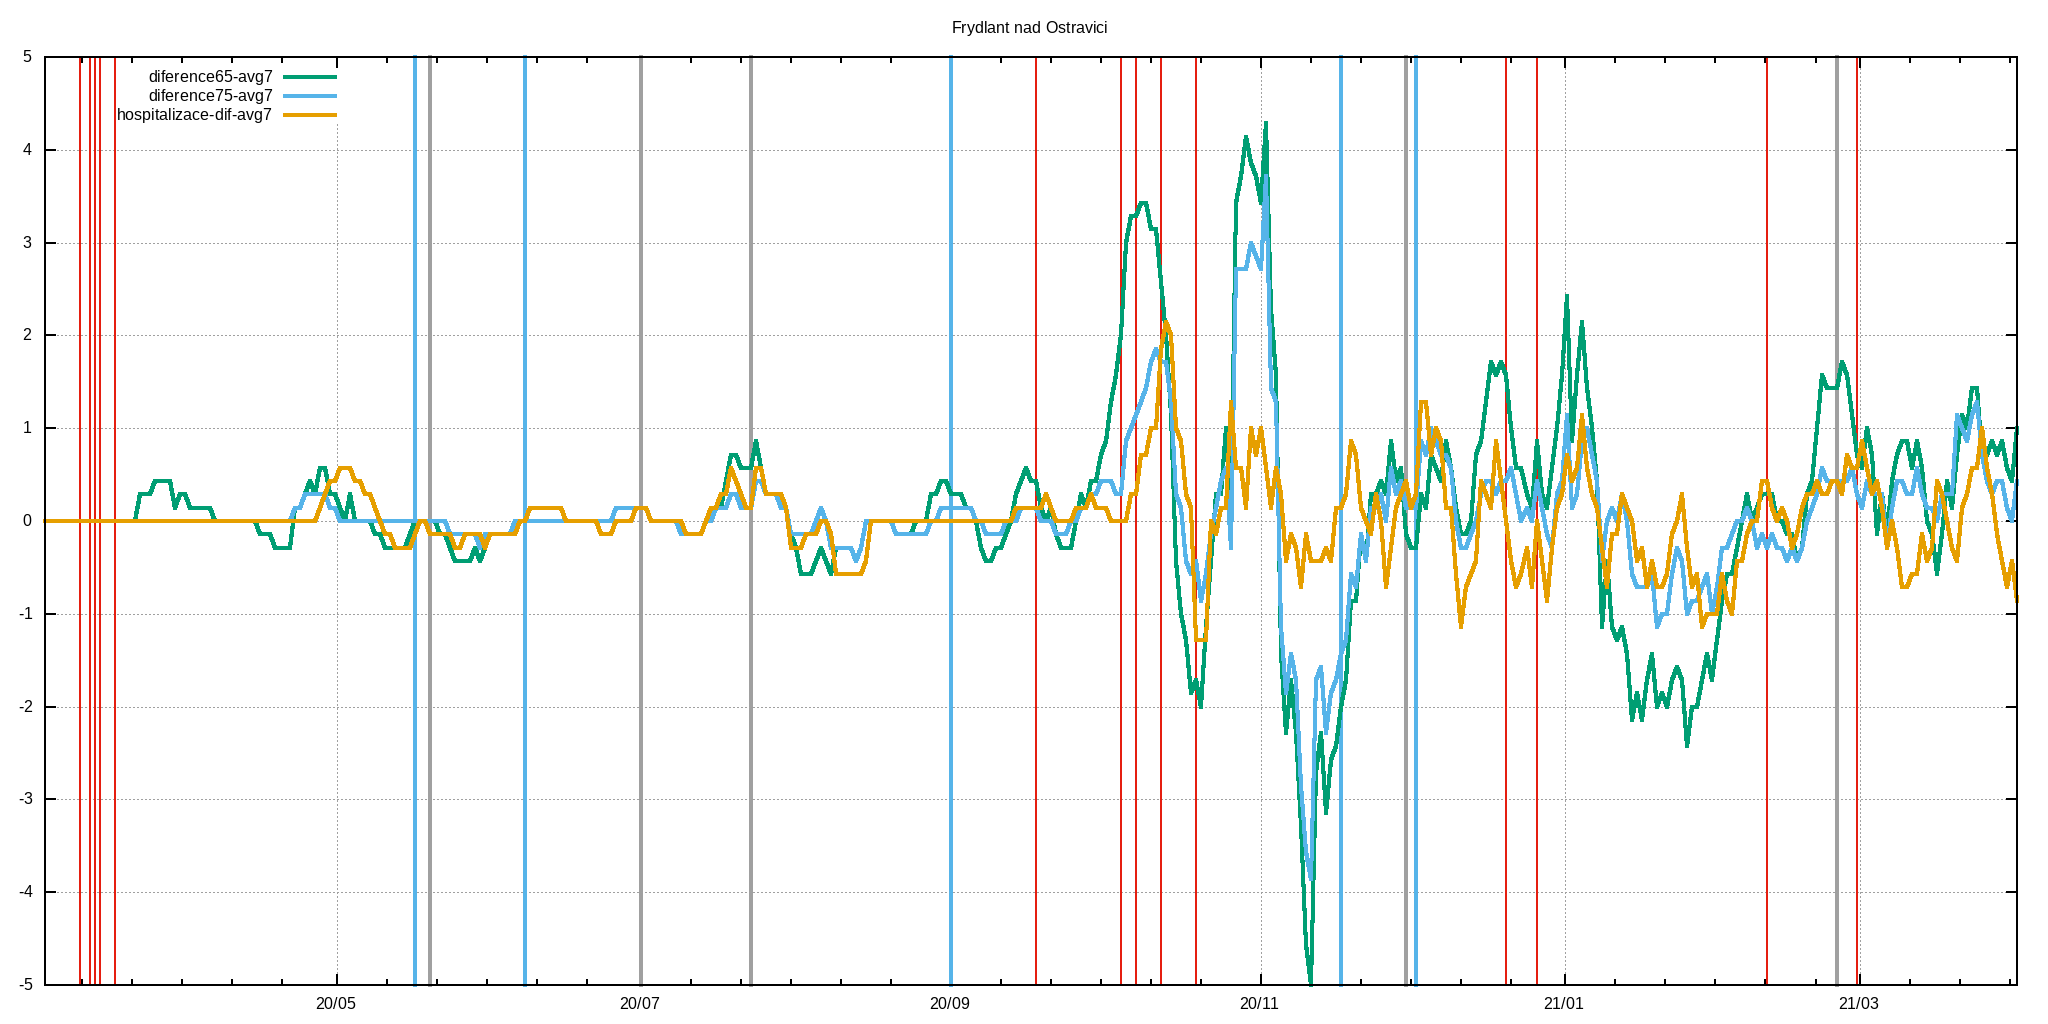 Frydlant nad Ostravici
diference65-avg7
diference75-avg7
hospitalizace-dif-avg7
5
4
3
2
1
0
-1
-2
-3
-4
-5
20/05 20/07 20/09 20/11 21/01 21/03